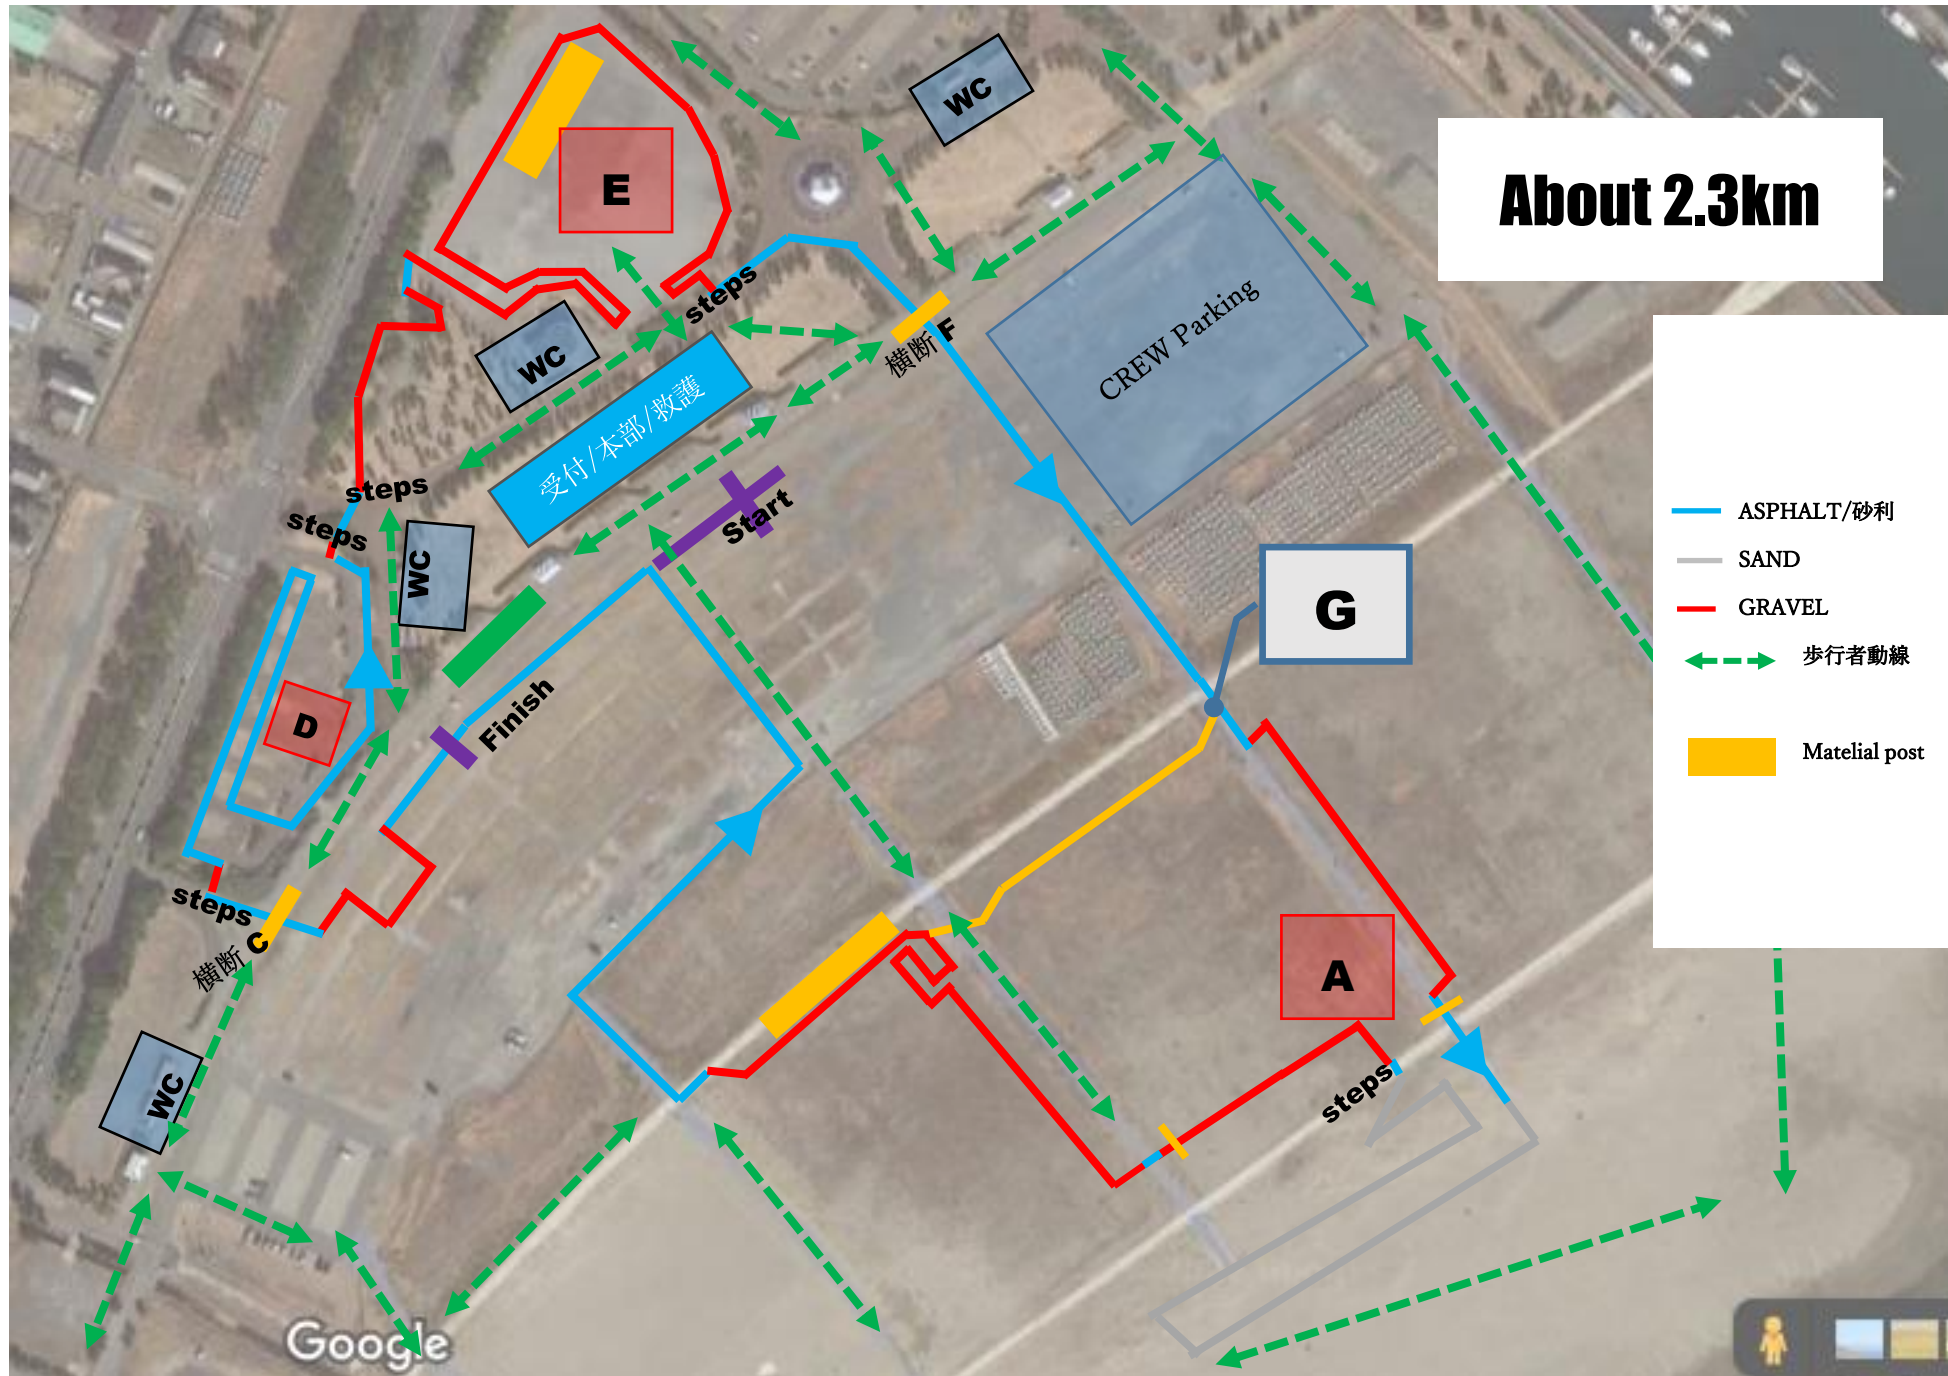 About 2.3km
WC
E
steps
横断 F
CREW Parking
WC
受付/本部/救護
Start
steps
steps
WC
ASPHALT/砂利
SAND
GRAVEL
歩行者動線
Matelial post
G
D
Finish
steps
横断 C
A
steps
WC
Google